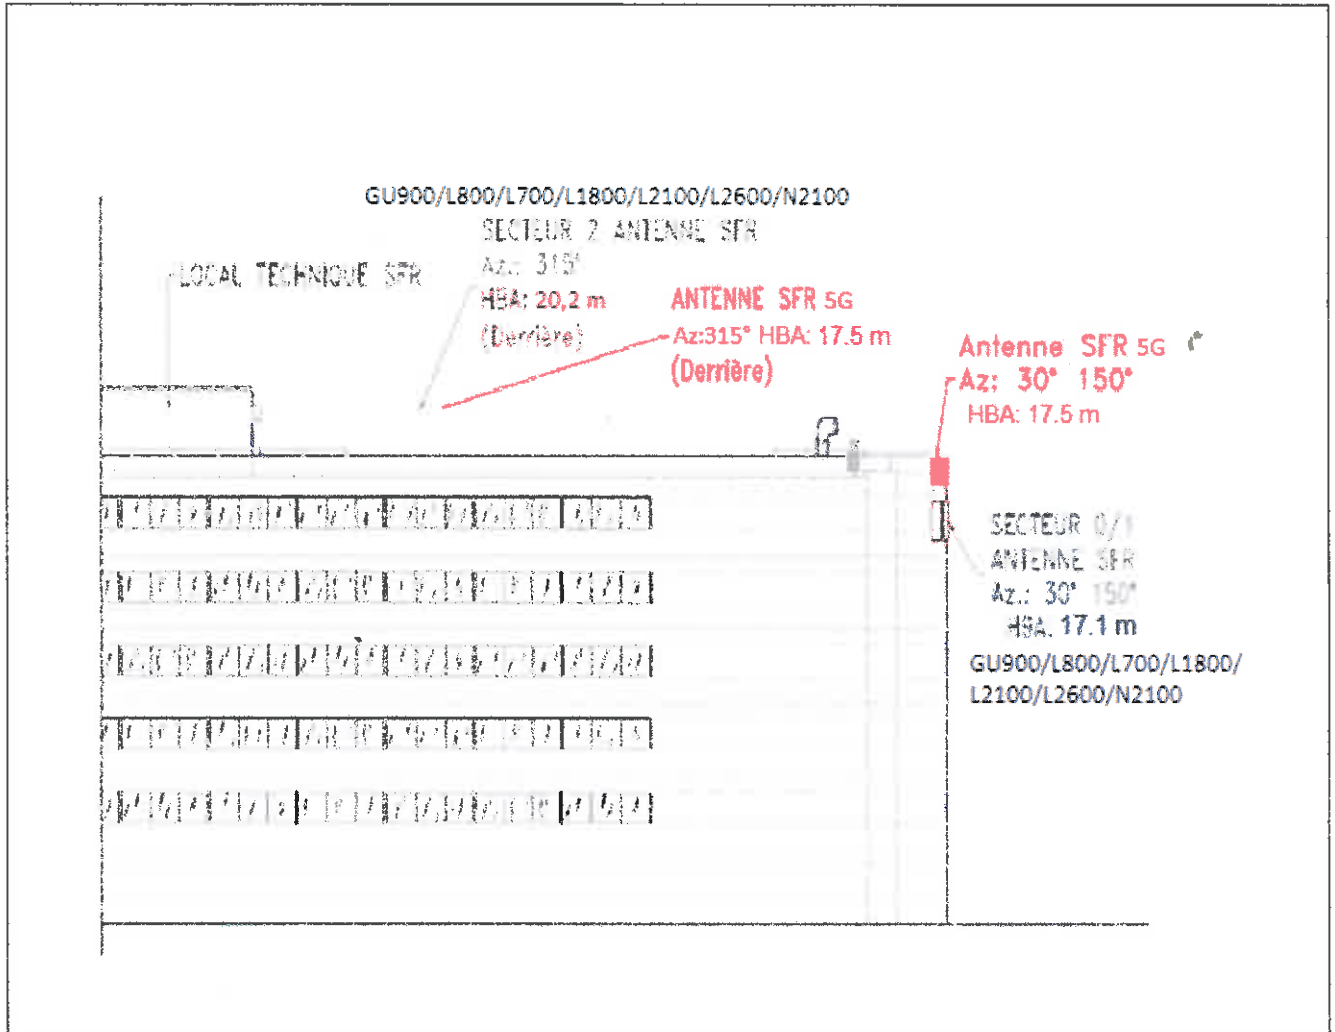 GU900/L800/L700/L1800/L2100/L2600/N2100
SECTEUR 2 ANTENNE SFR
Az.: 315°
HBA: 20,2 m
(Derrière)
LOCAL TECHNIQUE SFR
ANTENNE SFR 5G
Az:315° HBA: 17.5 m
(Derrière)
Antenne SFR 5G
Az: 30° 150°
HBA: 17.5 m
SECTEUR 0/1
ANTENNE SFR
Az.: 30° 150°
HBA. 17.1 m
GU900/L800/L700/L1800/
L2100/L2600/N2100